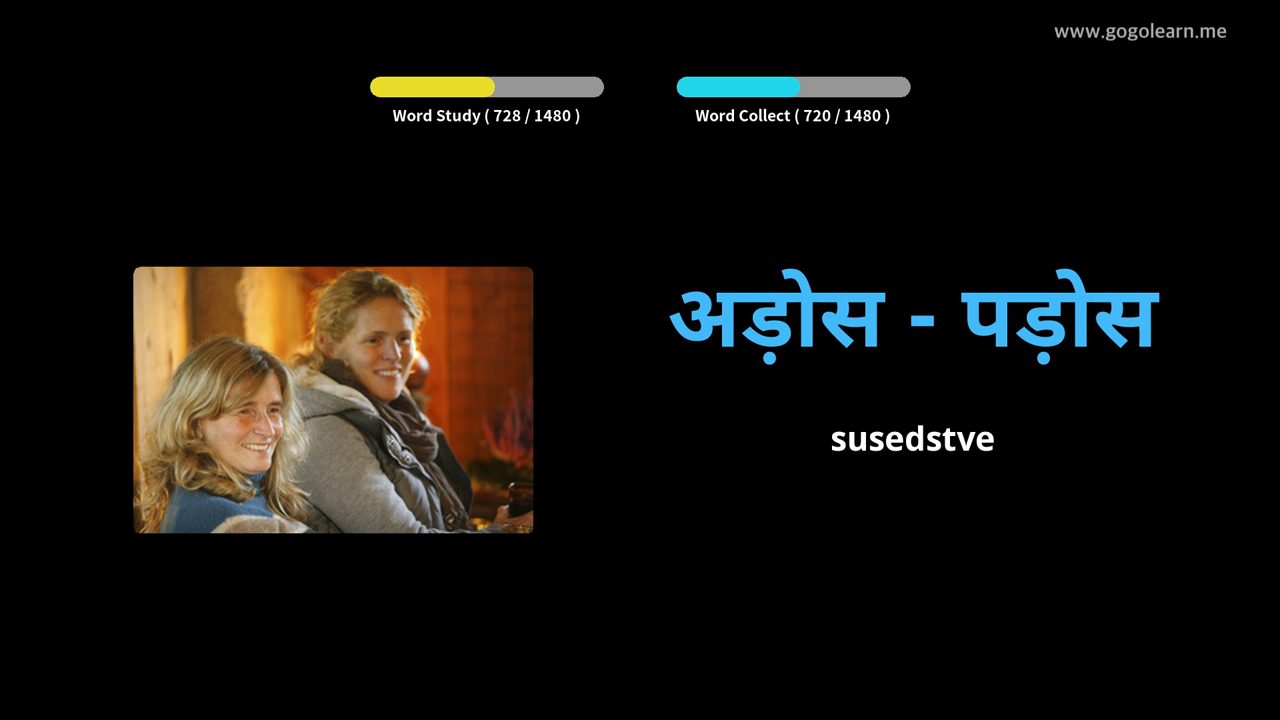 www.gogolearn.me
Word Study ( 728 / 1480 )
Word Collect ( 720 / 1480 )
अड़ोस - पड़ोस
susedstve